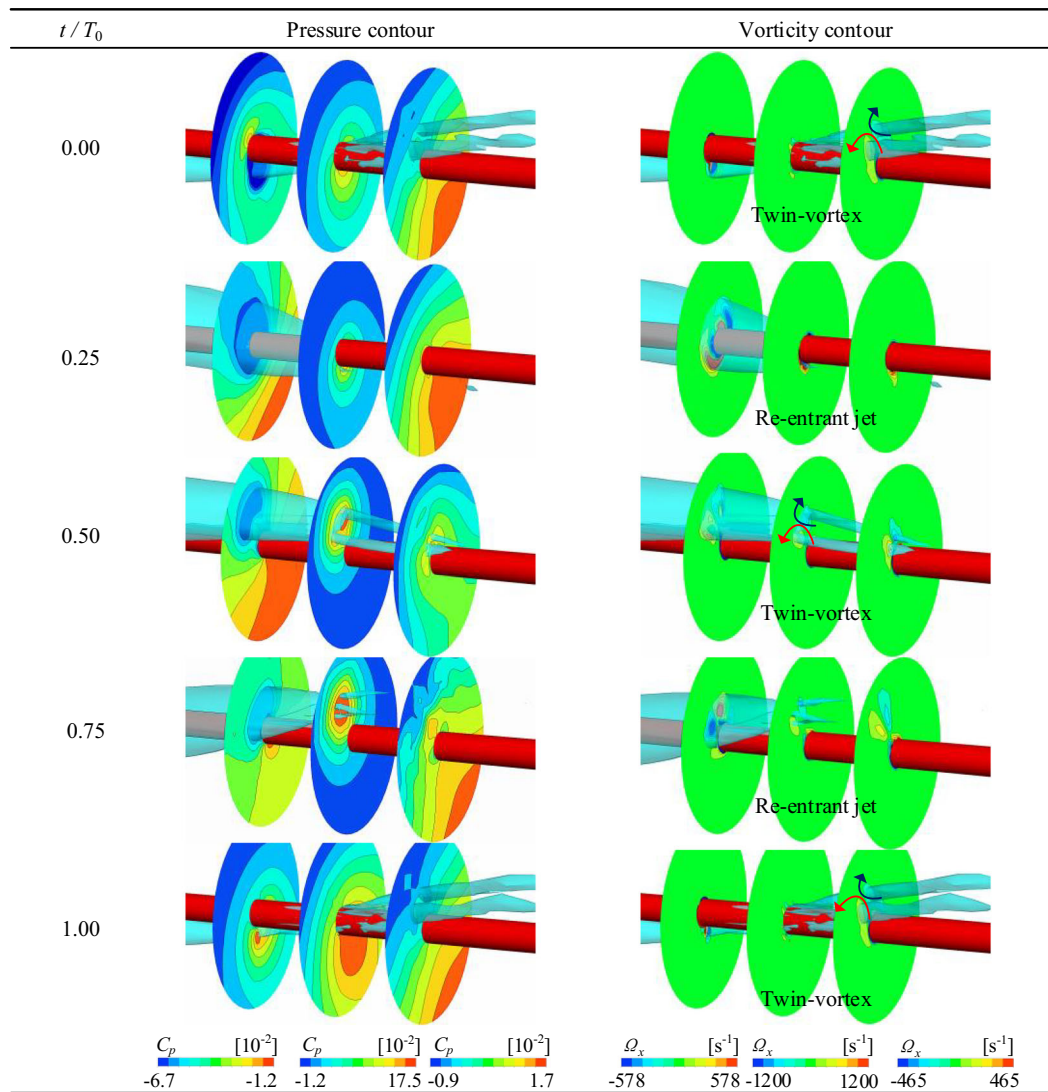 t / T0 Pressure contour Vorticity contour
0.00
Twin-vortex
0.25
Re-entrant jet
0.50
Twin-vortex
0.75
Re-entrant jet
1.00
Twin-vortex
Cp [10-2] Cp [10-2] Cp [10-2] Ωx [s-1] Ωx [s-1] Ωx [s-1]
-6.7 -1.2 -1.2 17.5 -0.9 1.7 -578 578 -1200 1200 -465 465